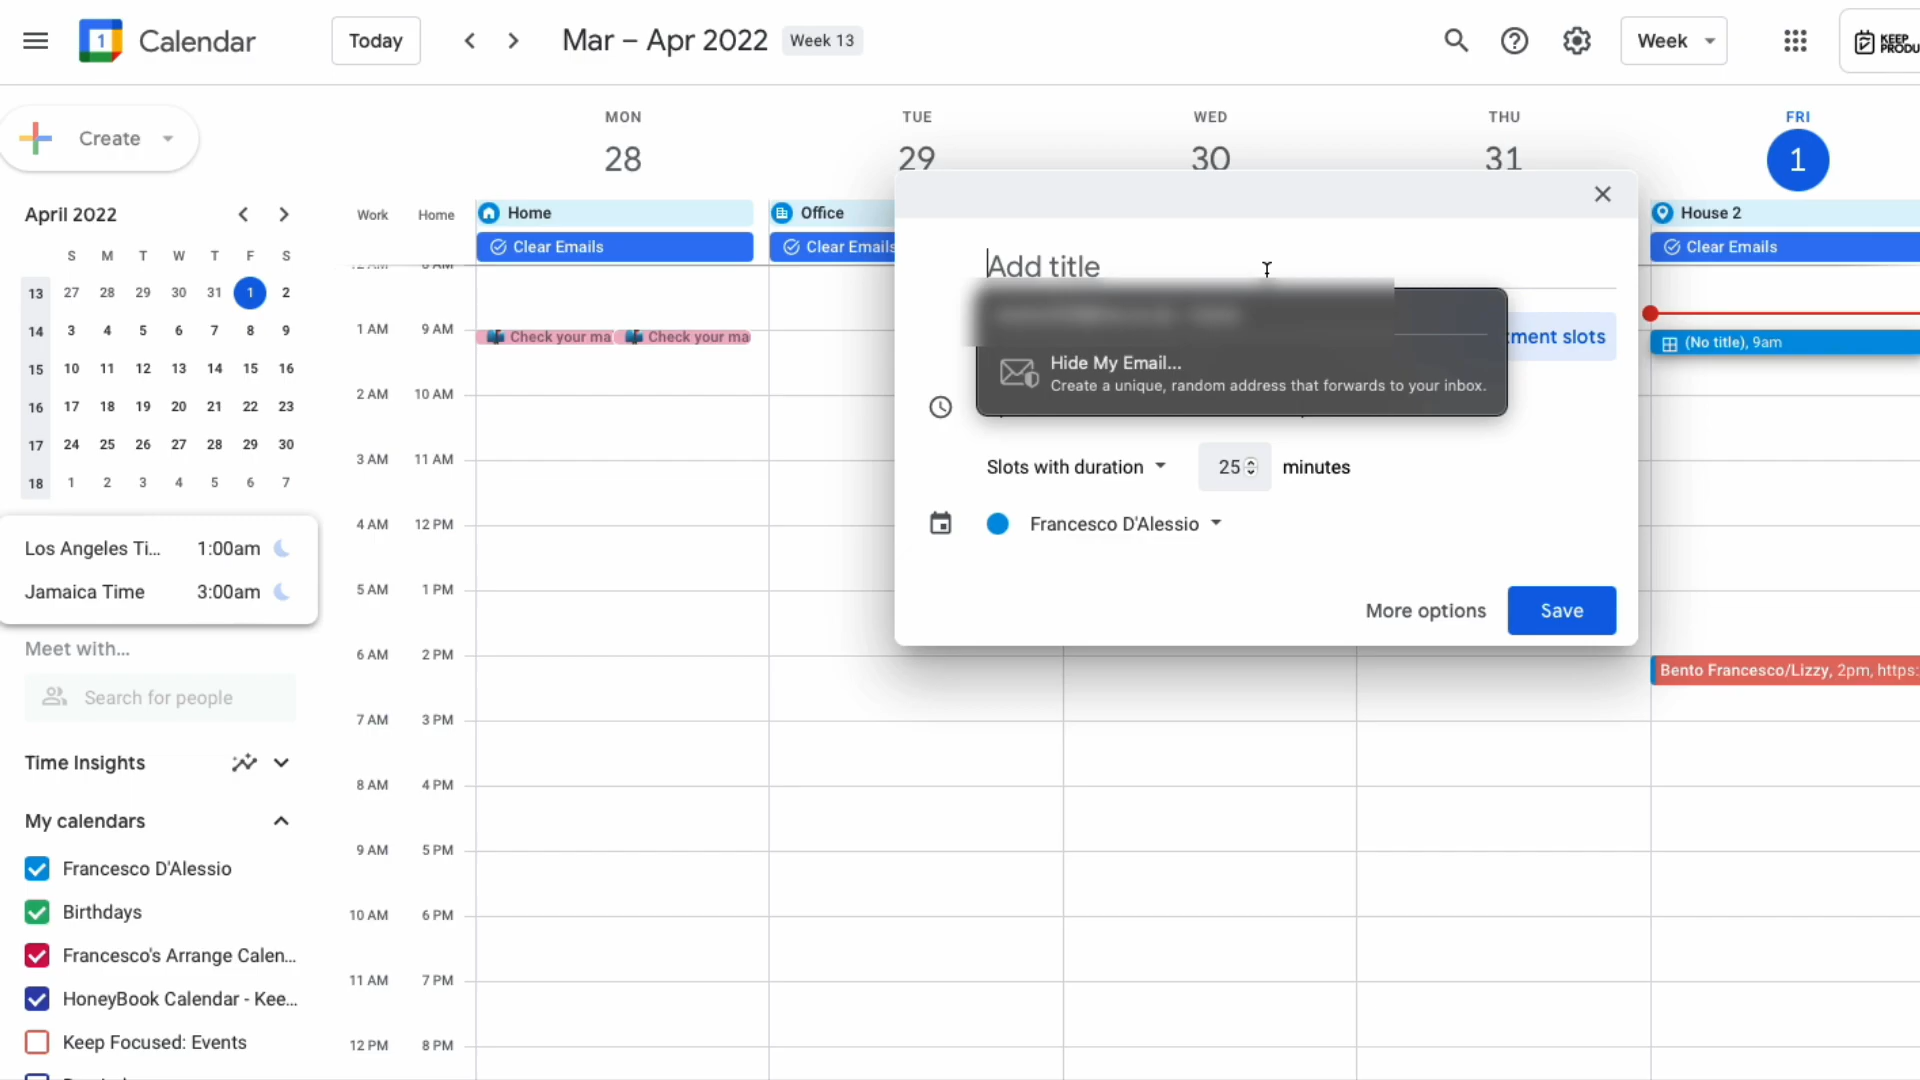 1
Calendar
Today
Mar – Apr 2022
Week 13
Week
KEEP
Create
MON
28
TUE
29
WED
30
THU
31
FRI
1
April 2022
S M T W T F S
13 27 28 29 30 31 1 2
14 3 4 5 6 7 8 9
15 10 11 12 13 14 15 16
16 17 18 19 20 21 22 23
17 24 25 26 27 28 29 30
18 1 2 3 4 5 6 7
Work Home
Home
Office
House 2
Clear Emails
Clear Emails
Clear Emails
1 AM 9 AM
2 AM 10 AM
3 AM 11 AM
4 AM 12 PM
5 AM 1 PM
6 AM 2 PM
7 AM 3 PM
8 AM 4 PM
9 AM 5 PM
10 AM 6 PM
11 AM 7 PM
12 PM 8 PM
Check your ma
Check your ma
(No title), 9am
Bento Francesco/Lizzy, 2pm, https:
Add title
ment slots
Hide My Email...
Create a unique, random address that forwards to your inbox.
Slots with duration 25 minutes
Francesco D'Alessio
More options
Save
Los Angeles Ti... 1:00am
Jamaica Time 3:00am
Meet with...
Search for people
Time Insights
My calendars
Francesco D'Alessio
Birthdays
Francesco's Arrange Calen...
HoneyBook Calendar - Kee...
Keep Focused: Events